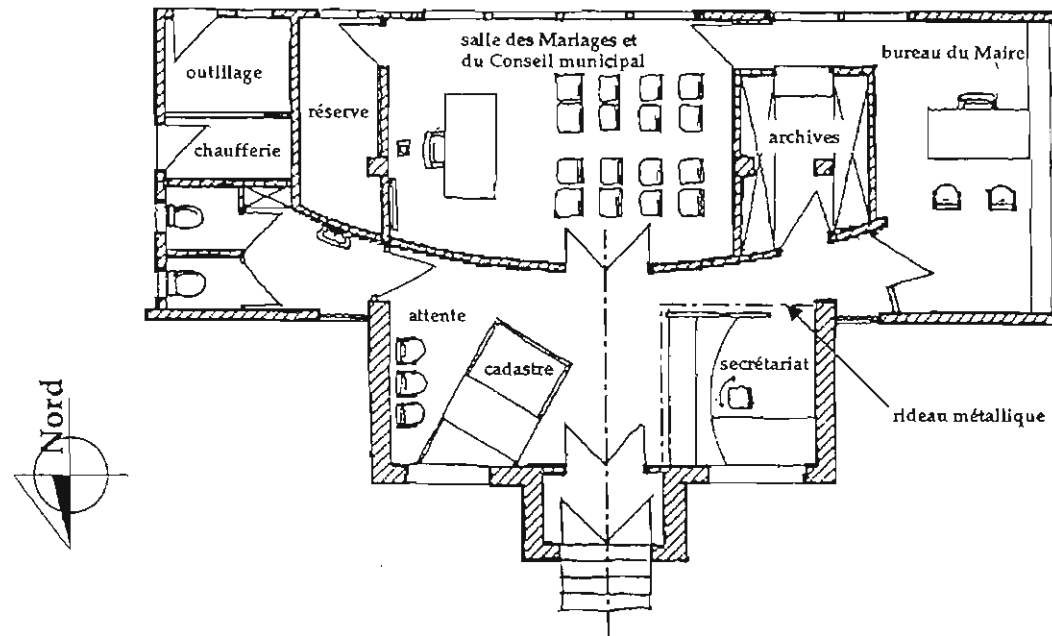 salle des Mariages et
du Conseil municipal
bureau du Maire
outillage
réserve
archives
chaufferie
attente
cadastre
secrétariat
rideau métallique
Nord